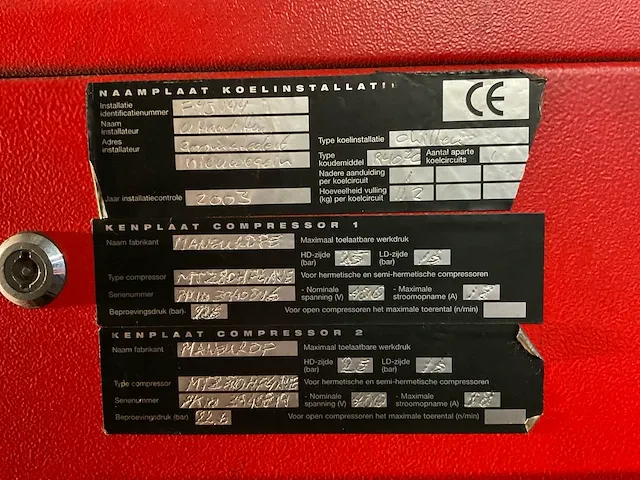 NAAMPLAAT KOELINSTALLATI
CE
Installatie identificatienummer
Naam installateur
Adres installateur
Nieuwegein
Jaar installatiecontrole 2003
Type koelinstallatie Chiller
Type koudemiddel Aantal aparte koelcircuits 1
Nadere aanduiding per koelcircuit 1
Hoeveelheid vulling (kg) per koelcircuit
KENPLAAT COMPRESSOR 1
Naam fabrikant MANEUROP Maximaal toelaatbare werkdruk
HD-zijde (bar) 25 LD-zijde (bar)
Type compressor Voor hermetische en semi-hermetische compressoren
Serienummer - Nominale spanning (V) 400 - Maximale stroomopname (A)
Beproevingsdruk (bar) Voor open compressoren het maximale toerental (n/min)
KENPLAAT COMPRESSOR 2
Naam fabrikant MANEUROP Maximaal toelaatbare werkdruk
HD-zijde (bar) 25 LD-zijde (bar)
Type compressor Voor hermetische en semi-hermetische compressoren
Serienummer - Nominale spanning (V) 400 - Maximale stroomopname (A)
Beproevingsdruk (bar) Voor open compressoren het maximale toerental (n/min)